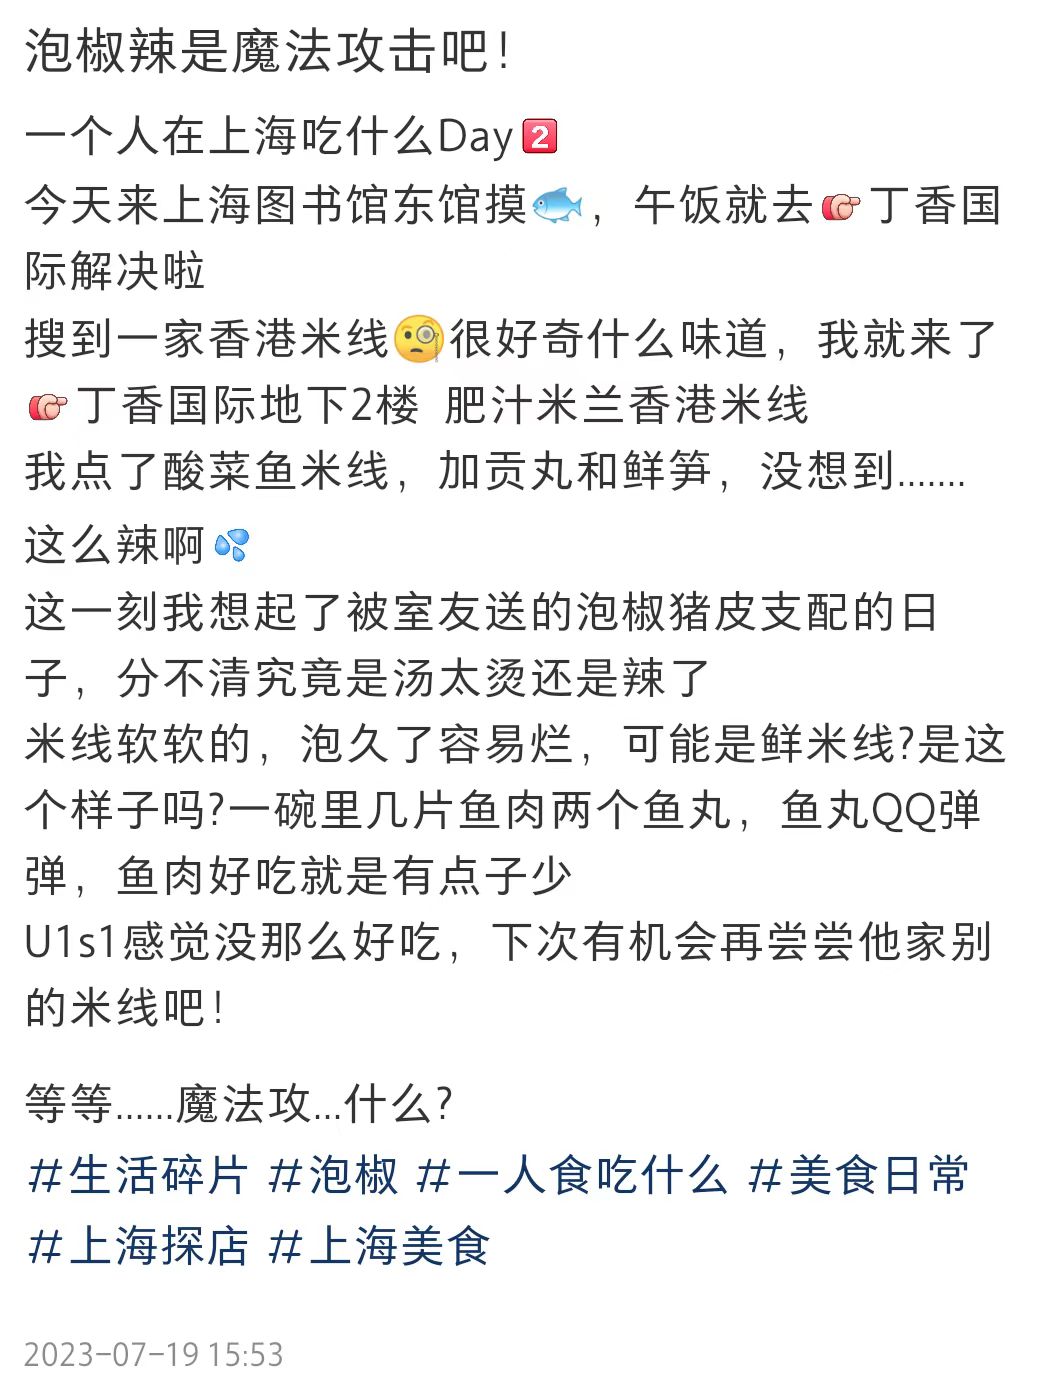 泡椒辣是魔法攻击吧！
一个人在上海吃什么Day2️⃣
今天来上海图书馆东馆摸🐟，午饭就去👉丁香国
际解决啦
搜到一家香港米线🧐很好奇什么味道，我就来了
👉丁香国际地下2楼 肥汁米兰香港米线
我点了酸菜鱼米线，加贡丸和鲜笋，没想到.......
这么辣啊💦
这一刻我想起了被室友送的泡椒猪皮支配的日
子，分不清究竟是汤太烫还是辣了
米线软软的，泡久了容易烂，可能是鲜米线?是这
个样子吗?一碗里几片鱼肉两个鱼丸，鱼丸QQ弹
弹，鱼肉好吃就是有点子少
U1s1感觉没那么好吃，下次有机会再尝尝他家别
的米线吧！
等等......魔法攻...什么?
#生活碎片 #泡椒 #一人食吃什么 #美食日常
#上海探店 #上海美食
2023-07-19 15:53